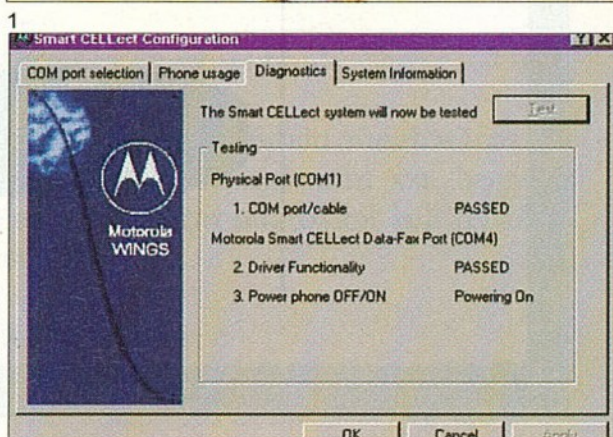 1
Smart CELLect Configuration
COM port selection Phone usage Diagnostics System Information
The Smart CELLect system will now be tested Test
Testing
Physical Port (COM1)
1. COM port/cable PASSED
Motorola Smart CELLect Data-Fax Port (COM4)
2. Driver Functionality PASSED
3. Power phone OFF/ON Powering On
Motorola
WINGS
OK Cancel Apply